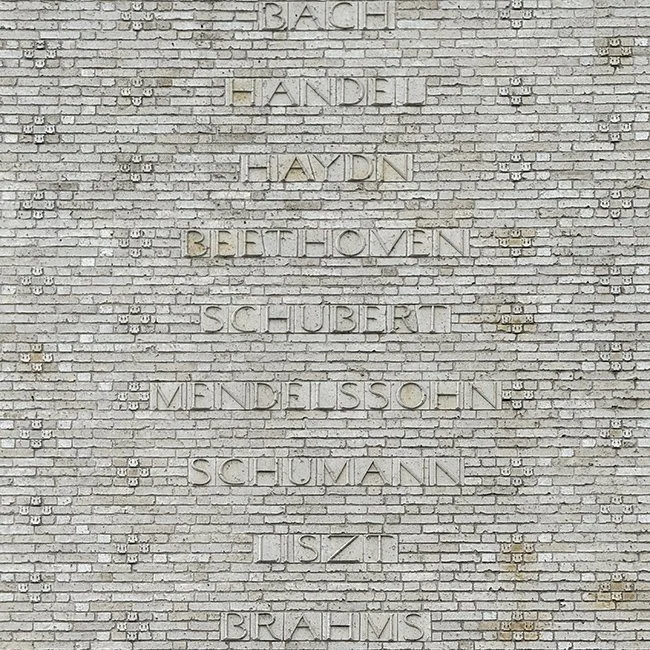 BACH
HANDEL
HAYDN
BEETHOVEN
SCHUBERT
MENDELSSOHN
SCHUMANN
LISZT
BRAHMS